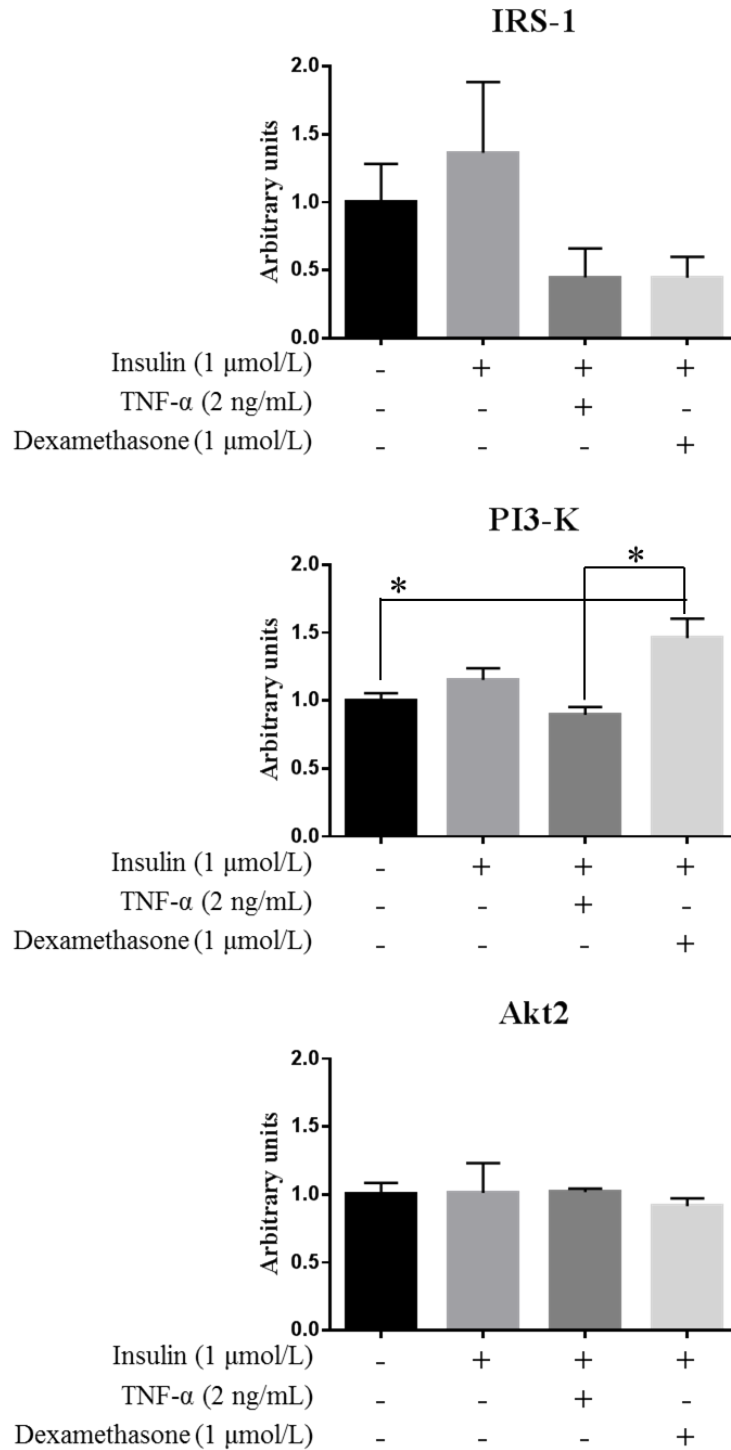 IRS-1
2.0
1.5
1.0
0.5
0.0
Arbitrary units
Insulin (1 μmol/L) - + + +
TNF-α (2 ng/mL) - - + -
Dexamethasone (1 μmol/L) - - - +
PI3-K
2.0
1.5
1.0
0.5
0.0
Arbitrary units
* *
Insulin (1 μmol/L) - + + +
TNF-α (2 ng/mL) - - + -
Dexamethasone (1 μmol/L) - - - +
Akt2
2.0
1.5
1.0
0.5
0.0
Arbitrary units
Insulin (1 μmol/L) - + + +
TNF-α (2 ng/mL) - - + -
Dexamethasone (1 μmol/L) - - - +